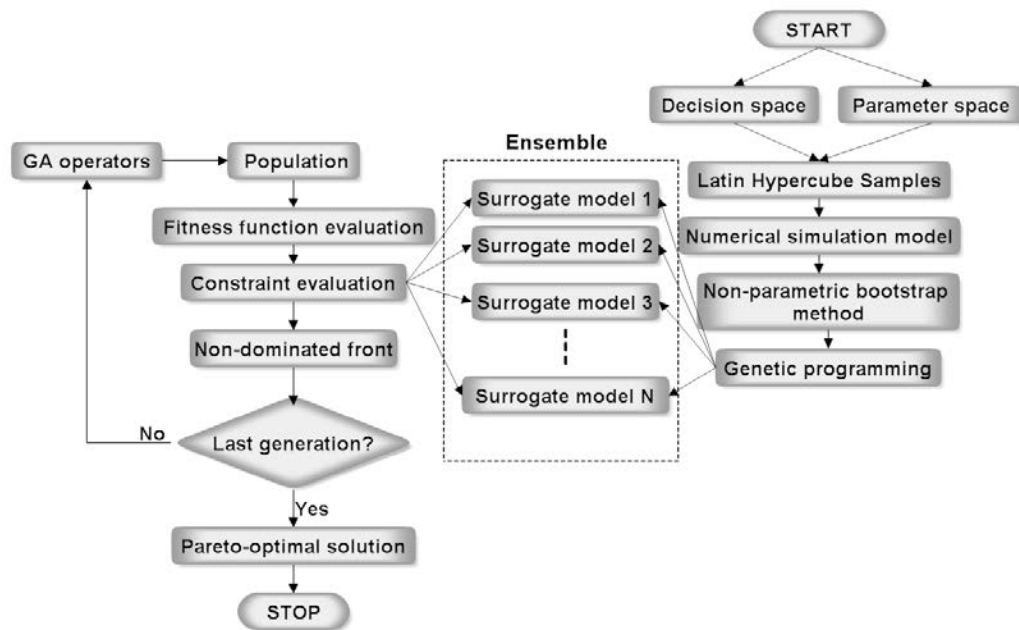 START
Decision space
Parameter space
Latin Hypercube Samples
Numerical simulation model
Non-parametric bootstrap
method
Genetic programming
Ensemble
Surrogate model 1
Surrogate model 2
Surrogate model 3
Surrogate model N
GA operators
Population
Fitness function evaluation
Constraint evaluation
Non-dominated front
Last generation?
No
Yes
Pareto-optimal solution
STOP